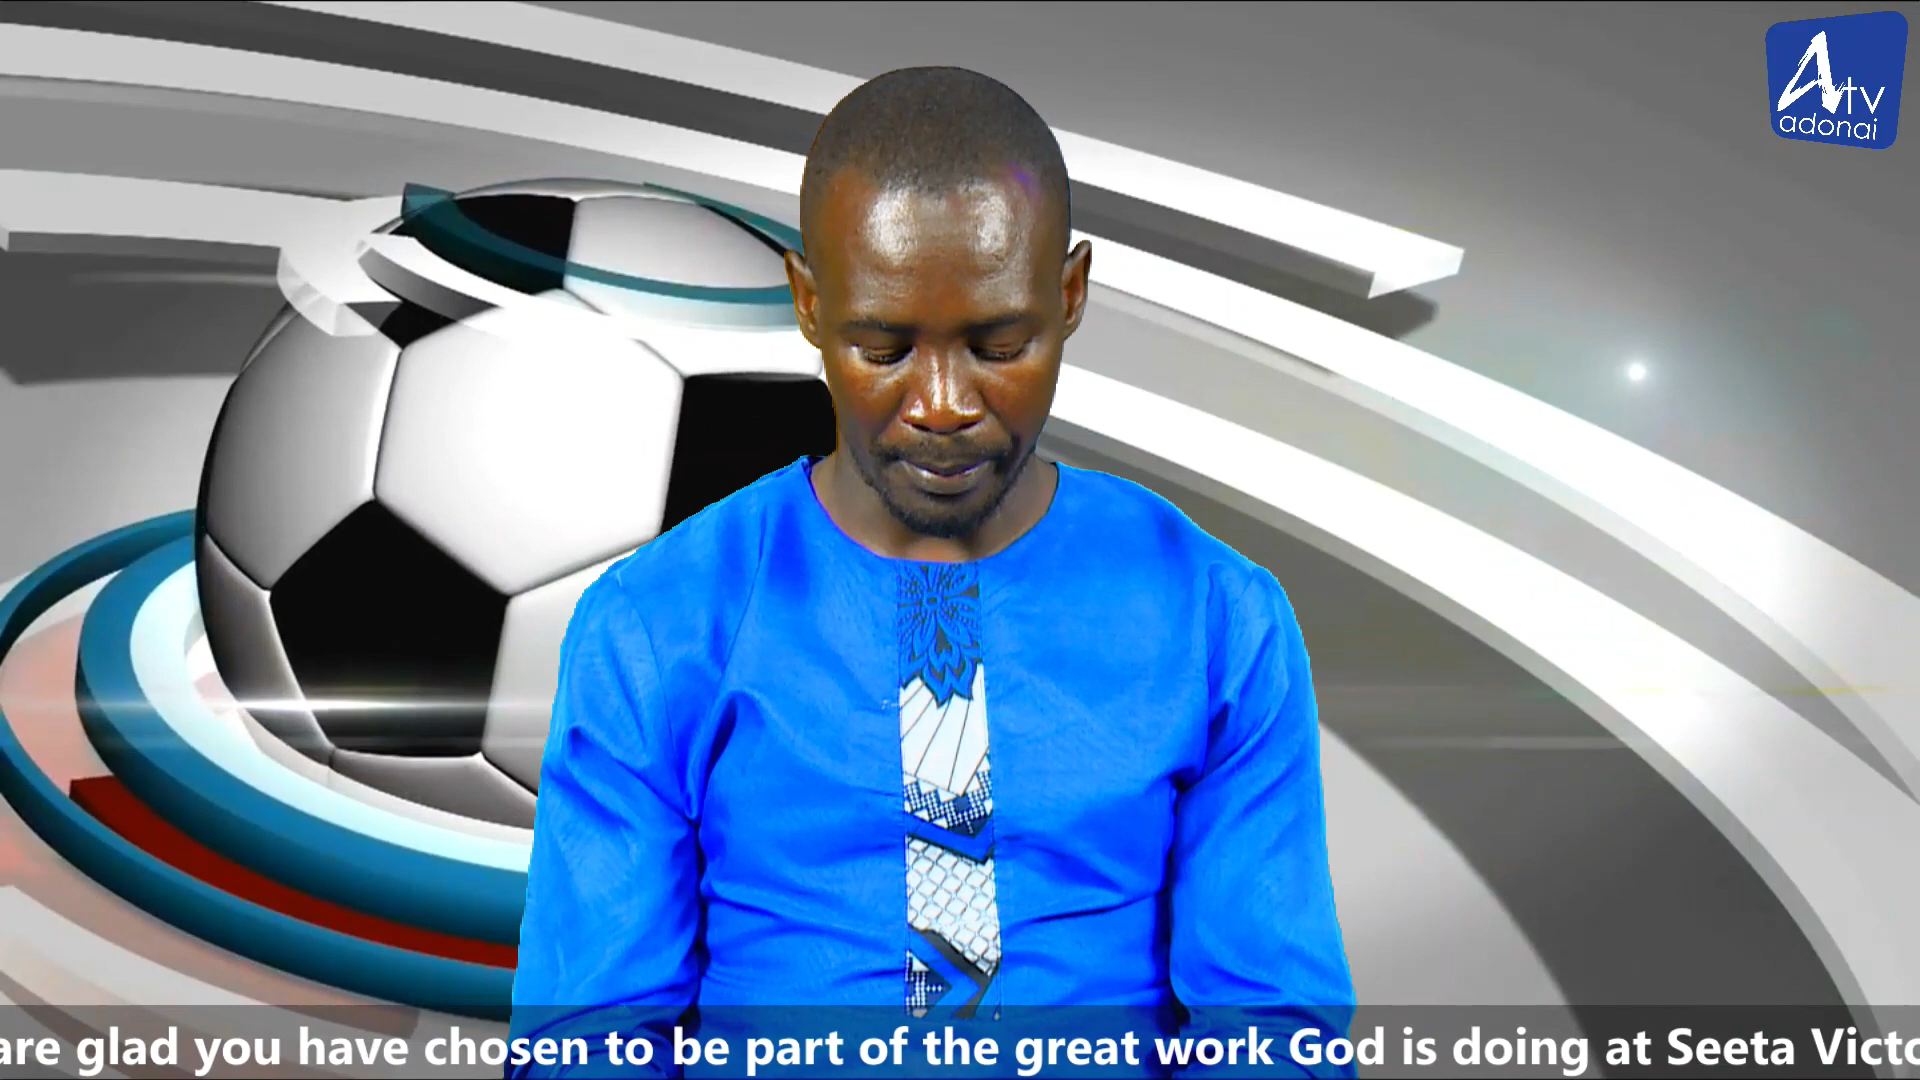 Atv
adonai
are glad you have chosen to be part of the great work God is doing at Seeta Victo